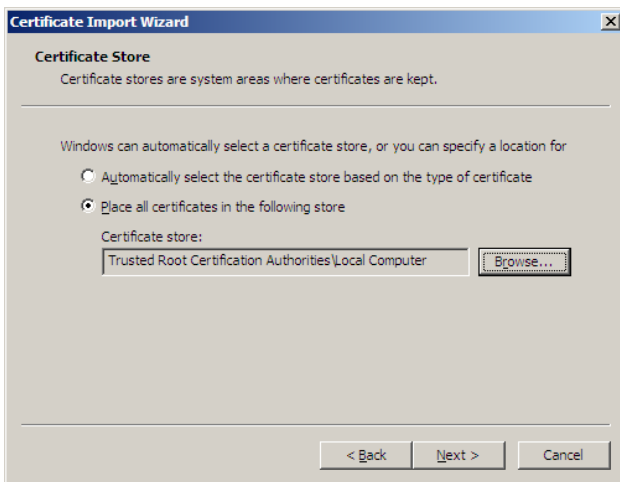 Certificate Import Wizard
Certificate Store
Certificate stores are system areas where certificates are kept.
Windows can automatically select a certificate store, or you can specify a location for
Automatically select the certificate store based on the type of certificate
Place all certificates in the following store
Certificate store:
Trusted Root Certification Authorities\Local Computer
Browse...
< Back
Next >
Cancel